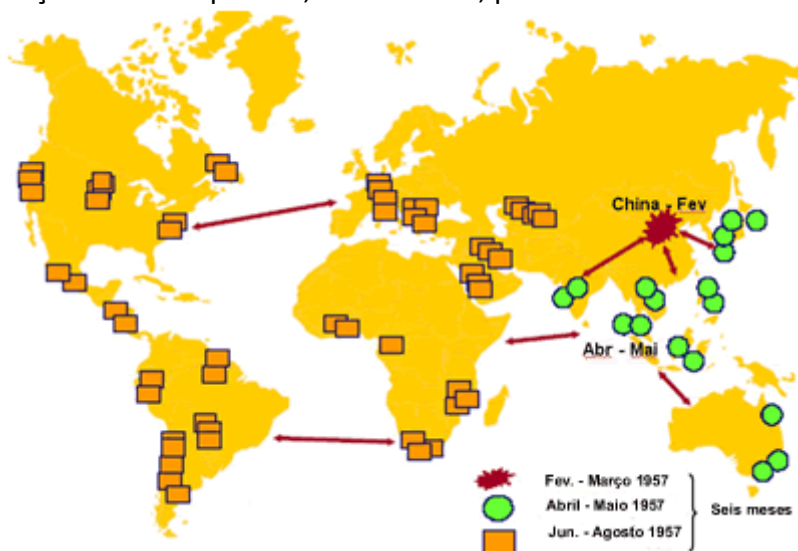 China - Fev
Abr - Mai
Fev. - Março 1957
Abril - Maio 1957
Seis meses
Jun. - Agosto 1957